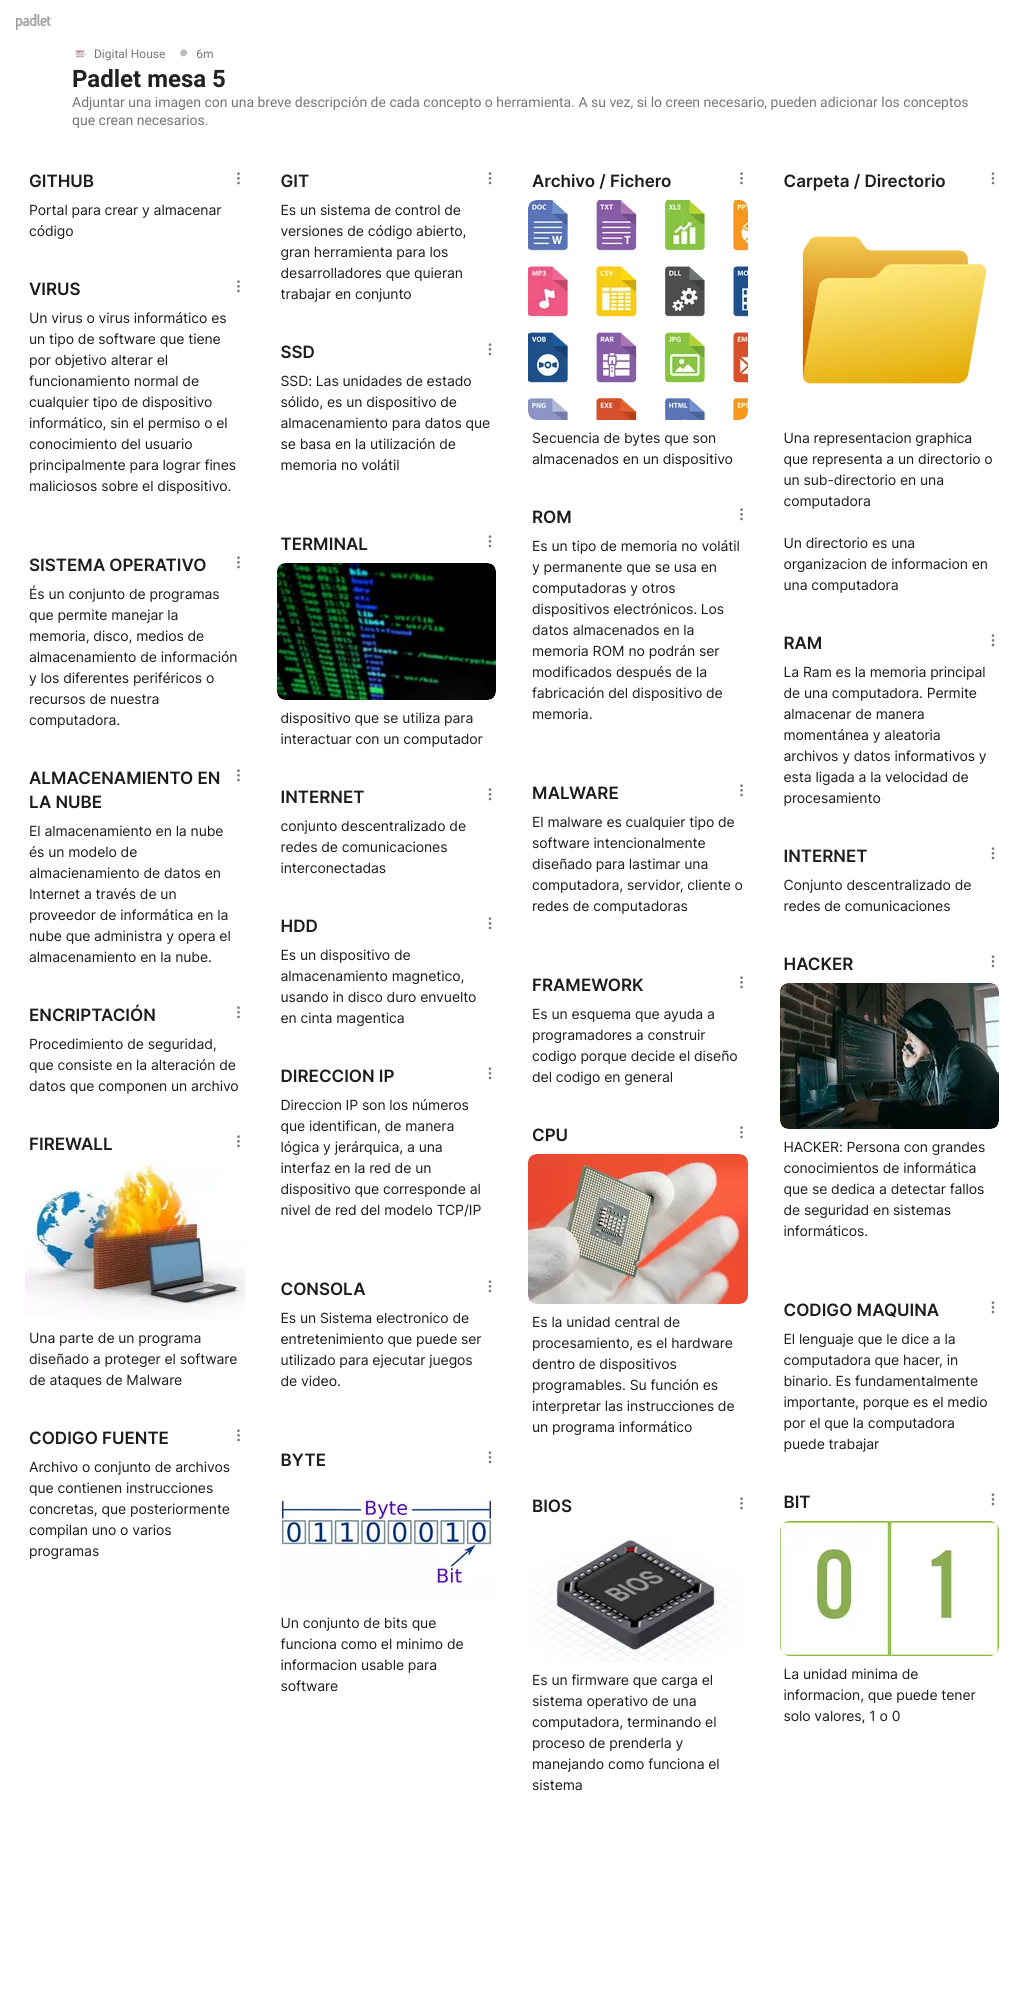 padlet
Digital House
6m
Padlet mesa 5
Adjuntar una imagen con una breve descripción de cada concepto o herramienta. A su vez, si lo creen necesario, pueden adicionar los conceptos
que crean necesarios.
GITHUB
Portal para crear y almacenar
código
VIRUS
Un virus o virus informático es
un tipo de software que tiene
por objetivo alterar el
funcionamiento normal de
cualquier tipo de dispositivo
informático, sin el permiso o el
conocimiento del usuario
principalmente para lograr fines
maliciosos sobre el dispositivo.
SISTEMA OPERATIVO
És un conjunto de programas
que permite manejar la
memoria, disco, medios de
almacenamiento de información
y los diferentes periféricos o
recursos de nuestra
computadora.
ALMACENAMIENTO EN
LA NUBE
El almacenamiento en la nube
és un modelo de
almacienamiento de datos en
Internet a través de un
proveedor de informática en la
nube que administra y opera el
almacenamiento en la nube.
ENCRIPTACIÓN
Procedimiento de seguridad,
que consiste en la alteración de
datos que componen un archivo
FIREWALL
Una parte de un programa
diseñado a proteger el software
de ataques de Malware
CODIGO FUENTE
Archivo o conjunto de archivos
que contienen instrucciones
concretas, que posteriormente
compilan uno o varios
programas
GIT
Es un sistema de control de
versiones de código abierto,
gran herramienta para los
desarrolladores que quieran
trabajar en conjunto
SSD
SSD: Las unidades de estado
sólido, es un dispositivo de
almacenamiento para datos que
se basa en la utilización de
memoria no volátil
TERMINAL
bin -> usr/bin
boot
dev
etc
home
lib -> usr/lib
lib64 -> usr/lib
lost+found
private -> /home/encrypted
sbin -> usr/bin
dispositivo que se utiliza para
interactuar con un computador
INTERNET
conjunto descentralizado de
redes de comunicaciones
interconectadas
HDD
Es un dispositivo de
almacenamiento magnetico,
usando in disco duro envuelto
en cinta magentica
DIRECCION IP
Direccion IP son los números
que identifican, de manera
lógica y jerárquica, a una
interfaz en la red de un
dispositivo que corresponde al
nivel de red del modelo TCP/IP
CONSOLA
Es un Sistema electronico de
entretenimiento que puede ser
utilizado para ejecutar juegos
de video.
BYTE
Byte
0 1 1 0 0 0 1 0
Bit
Un conjunto de bits que
funciona como el minimo de
informacion usable para
software
Archivo / Fichero
DOC TXT XLS
W T
MP3 CSV DLL
VOB RAR JPG
PNG EXE HTML EPS
Secuencia de bytes que son
almacenados en un dispositivo
ROM
Es un tipo de memoria no volátil
y permanente que se usa en
computadoras y otros
dispositivos electrónicos. Los
datos almacenados en la
memoria ROM no podrán ser
modificados después de la
fabricación del dispositivo de
memoria.
MALWARE
El malware es cualquier tipo de
software intencionalmente
diseñado para lastimar una
computadora, servidor, cliente o
redes de computadoras
FRAMEWORK
Es un esquema que ayuda a
programadores a construir
codigo porque decide el diseño
del codigo en general
CPU
Es la unidad central de
procesamiento, es el hardware
dentro de dispositivos
programables. Su función es
interpretar las instrucciones de
un programa informático
BIOS
BIOS
Es un firmware que carga el
sistema operativo de una
computadora, terminando el
proceso de prenderla y
manejando como funciona el
sistema
Carpeta / Directorio
Una representacion graphica
que representa a un directorio o
un sub-directorio en una
computadora
Un directorio es una
organizacion de informacion en
una computadora
RAM
La Ram es la memoria principal
de una computadora. Permite
almacenar de manera
momentánea y aleatoria
archivos y datos informativos y
esta ligada a la velocidad de
procesamiento
INTERNET
Conjunto descentralizado de
redes de comunicaciones
HACKER
HACKER: Persona con grandes
conocimientos de informática
que se dedica a detectar fallos
de seguridad en sistemas
informáticos.
CODIGO MAQUINA
El lenguaje que le dice a la
computadora que hacer, in
binario. Es fundamentalmente
importante, porque es el medio
por el que la computadora
puede trabajar
BIT
0 1
La unidad minima de
informacion, que puede tener
solo valores, 1 o 0